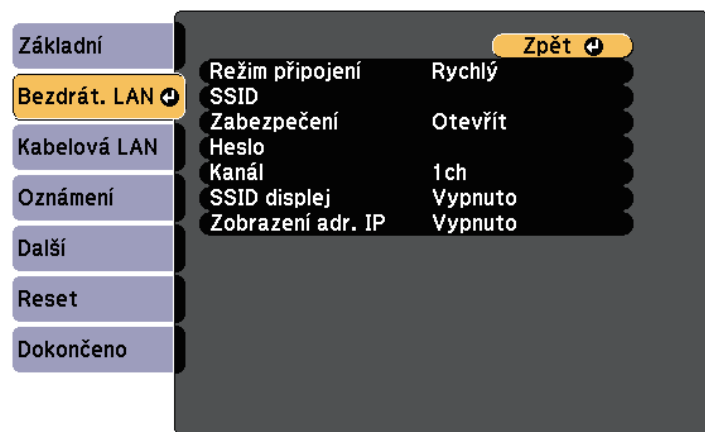 Základní
Bezdrát. LAN
Kabelová LAN
Oznámení
Další
Reset
Dokončeno
Zpět
Režim připojení Rychlý
SSID
Zabezpečení Otevřít
Heslo
Kanál 1ch
SSID displej Vypnuto
Zobrazení adr. IP Vypnuto